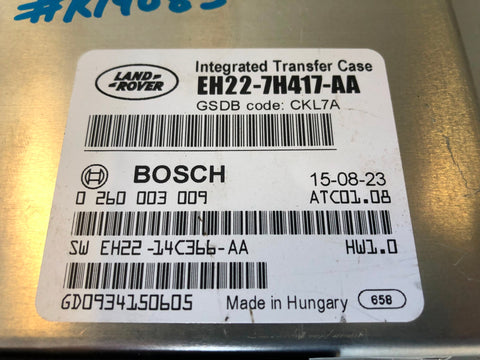 #R19085
LAND-
-ROVER
Integrated Transfer Case
EH22-7H417-AA
GSDB code: CKL7A
BOSCH
15-08-23
0 260 003 009
ATC01.08
SW EH22-14C366-AA
HW1.0
GD0934150605
Made in Hungary
658